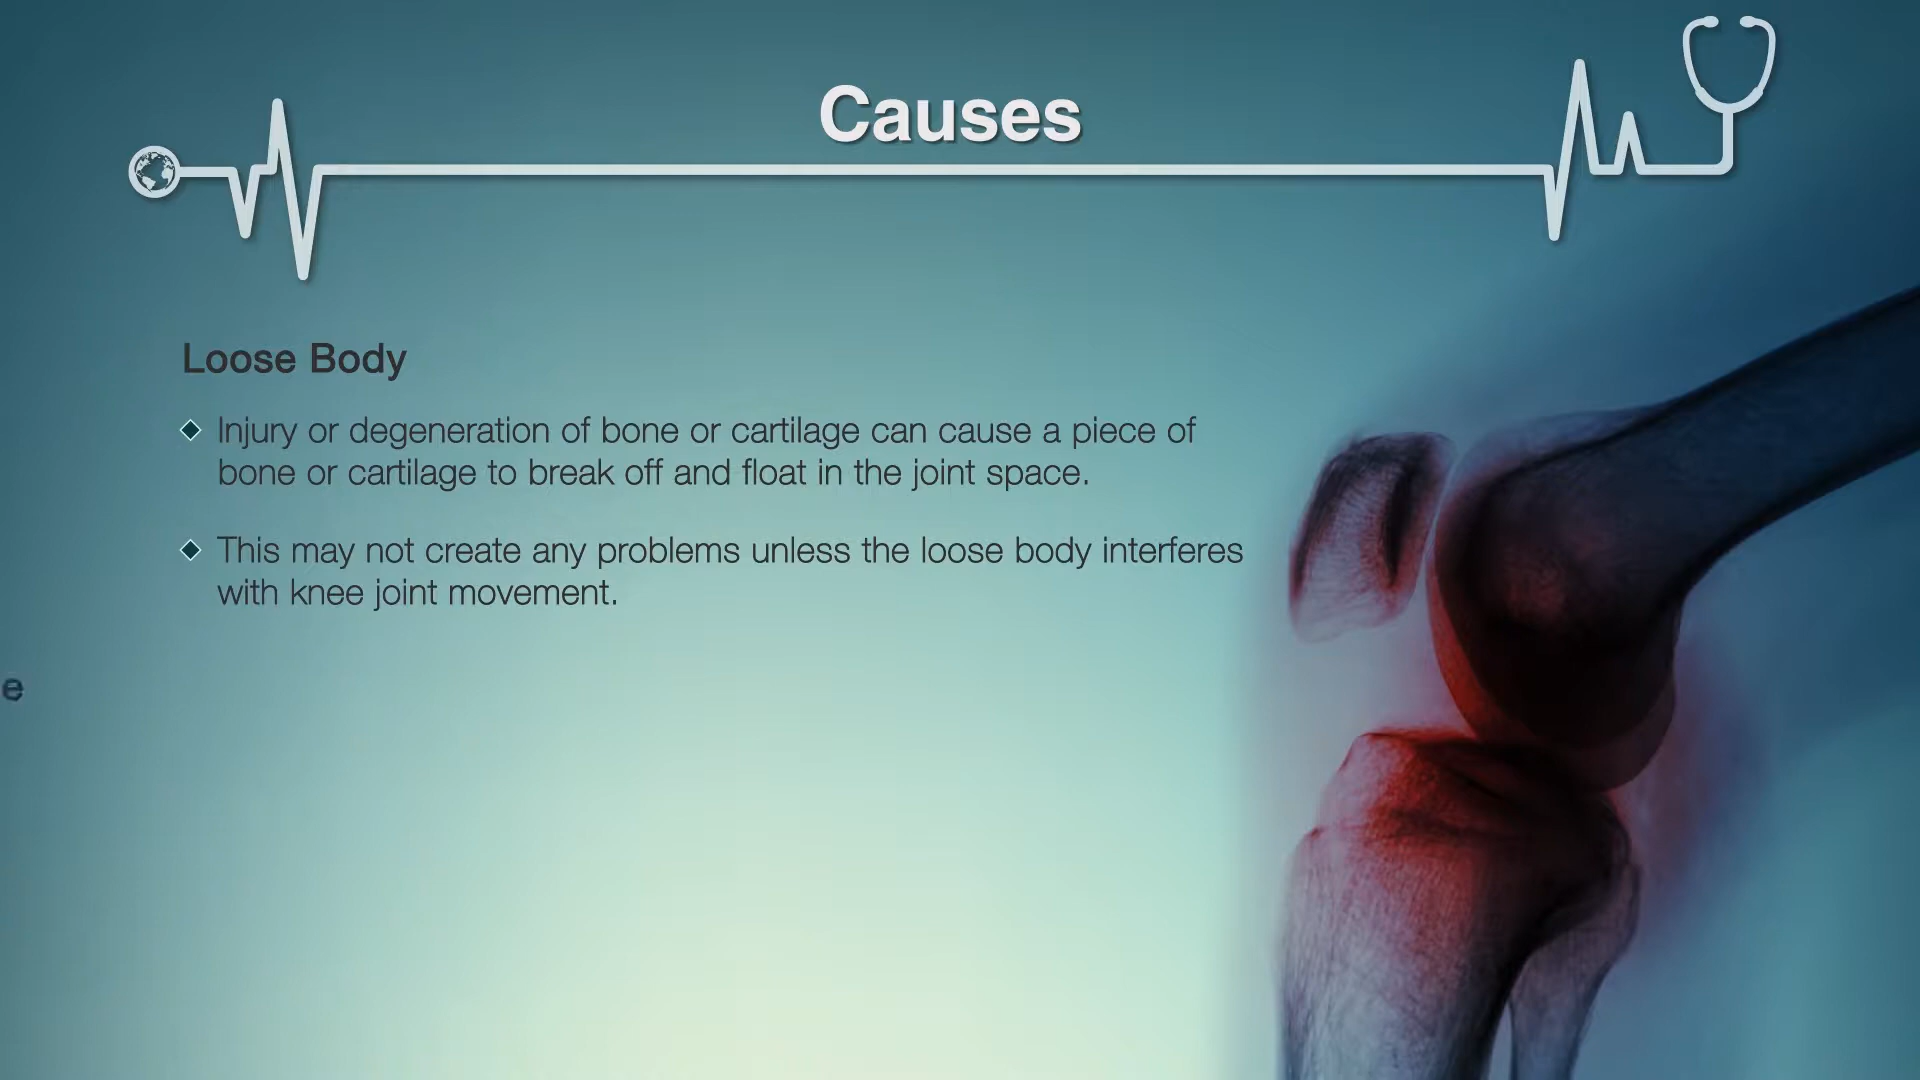 Causes
Loose Body
Injury or degeneration of bone or cartilage can cause a piece of
bone or cartilage to break off and float in the joint space.
This may not create any problems unless the loose body interferes
with knee joint movement.
e